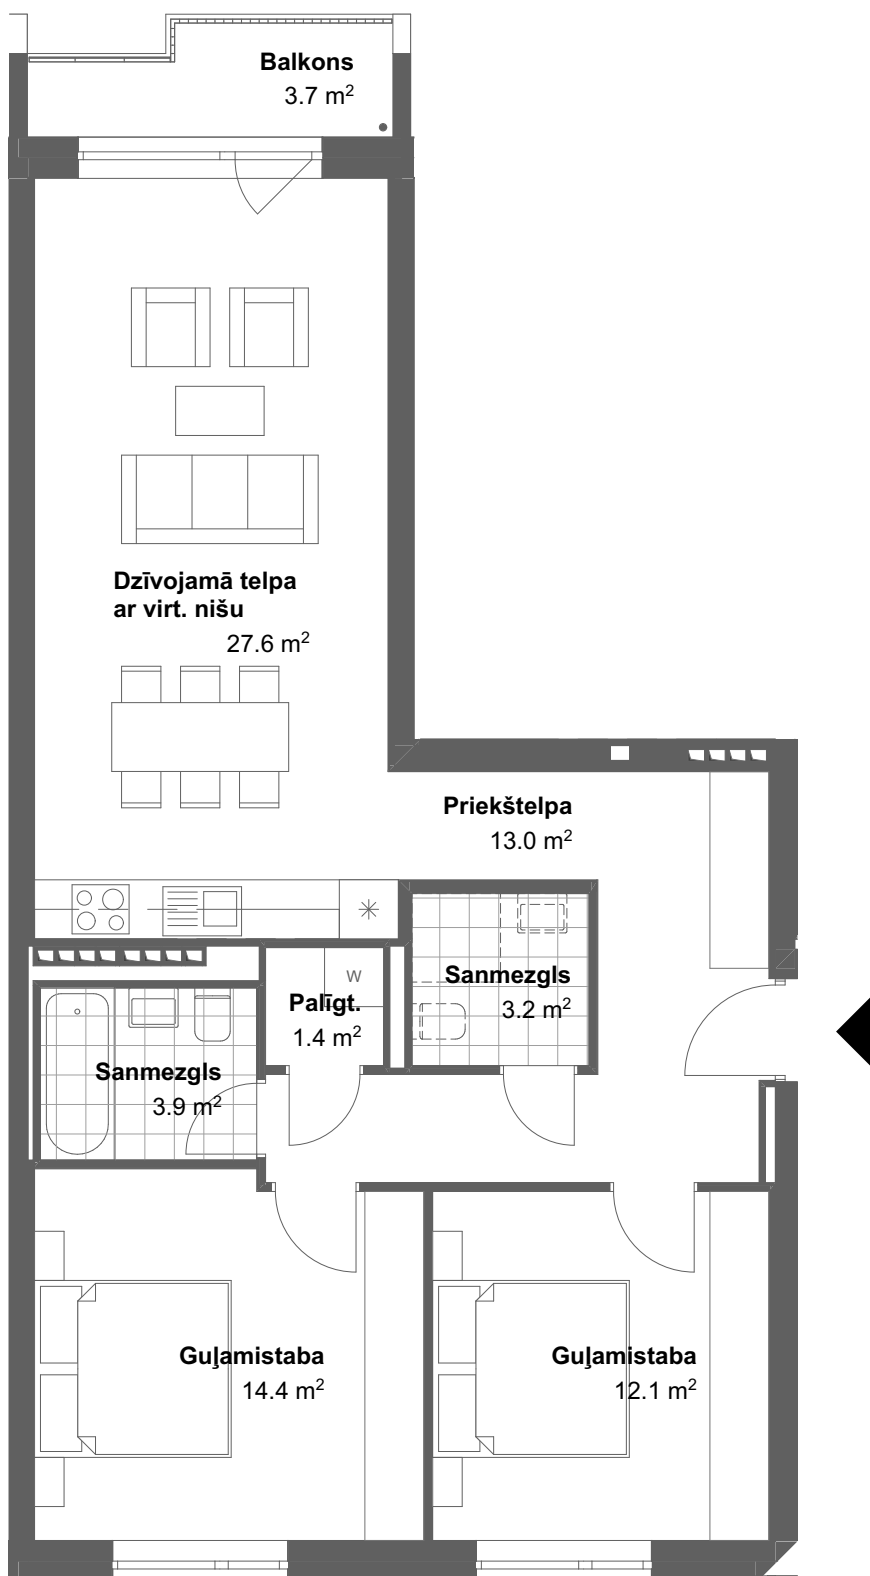 Balkons
3.7 m²
Dzīvojamā telpa
ar virt. nišu
27.6 m²
Priekštelpa
13.0 m²
Sanmezgls
3.2 m²
W
Palīgt.
1.4 m²
Sanmezgls
3.9 m²
Guļamistaba
14.4 m²
Guļamistaba
12.1 m²